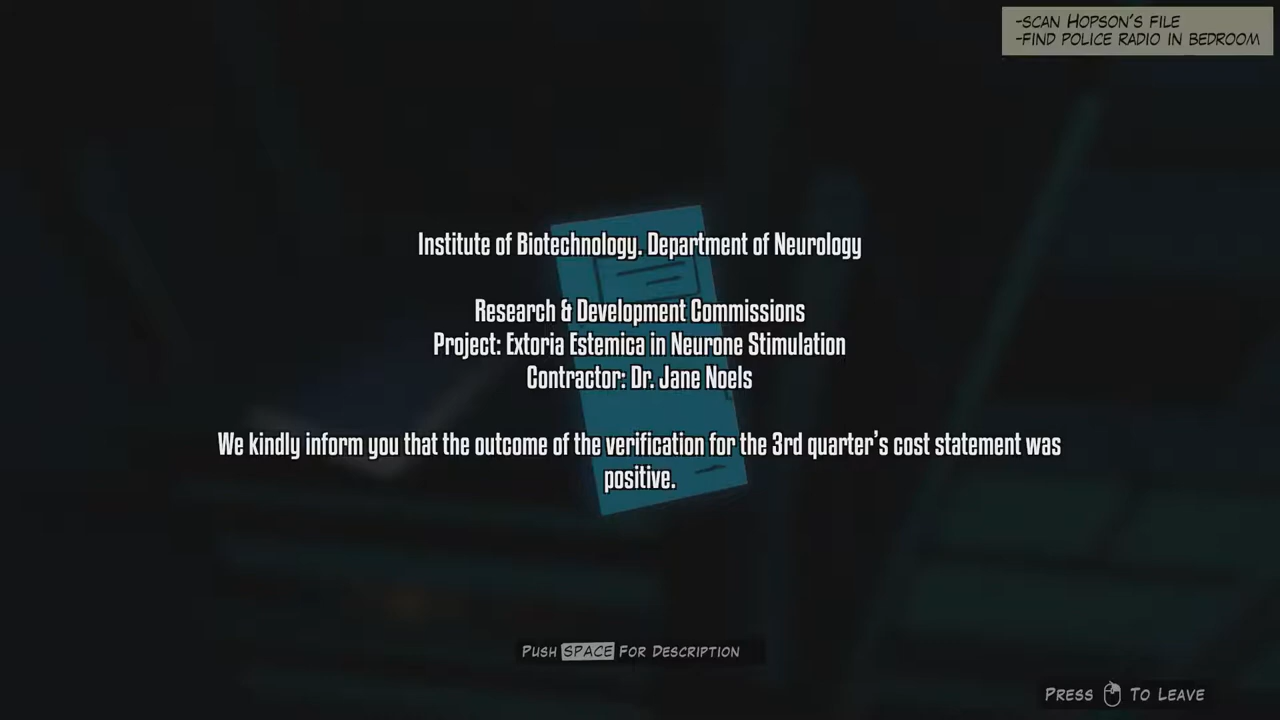 -Scan Hopson's file
-Find police radio in bedroom
Institute of Biotechnology. Department of Neurology
Research & Development Commissions
Project: Extoria Estemica in Neurone Stimulation
Contractor: Dr. Jane Noels
We kindly inform you that the outcome of the verification for the 3rd quarter's cost statement was
positive.
Push SPACE For Description
Press To Leave